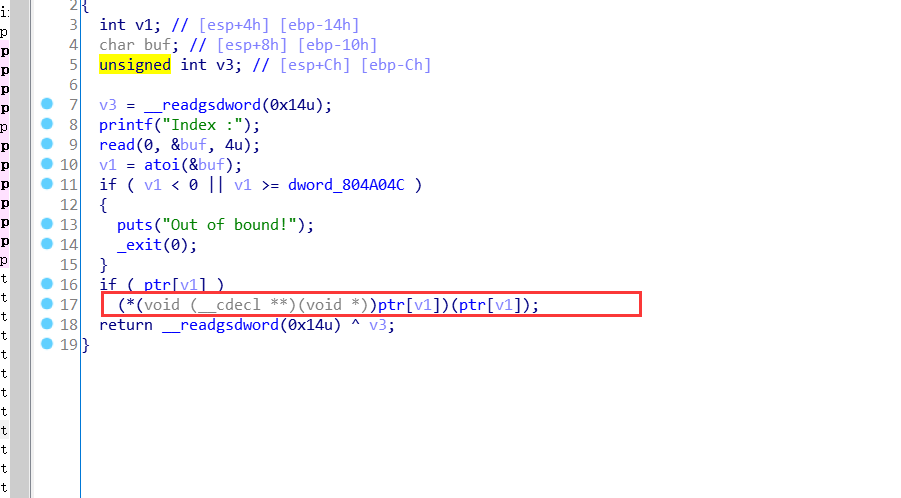 2 {
3 int v1; // [esp+4h] [ebp-14h]
4 char buf; // [esp+8h] [ebp-10h]
5 unsigned int v3; // [esp+Ch] [ebp-Ch]
6
7 v3 = __readgsdword(0x14u);
8 printf("Index :");
9 read(0, &buf, 4u);
10 v1 = atoi(&buf);
11 if ( v1 < 0 || v1 >= dword_804A04C )
12 {
13 puts("Out of bound!");
14 _exit(0);
15 }
16 if ( ptr[v1] )
17 (*(void (__cdecl **)(void *))ptr[v1])(ptr[v1]);
18 return __readgsdword(0x14u) ^ v3;
19 }